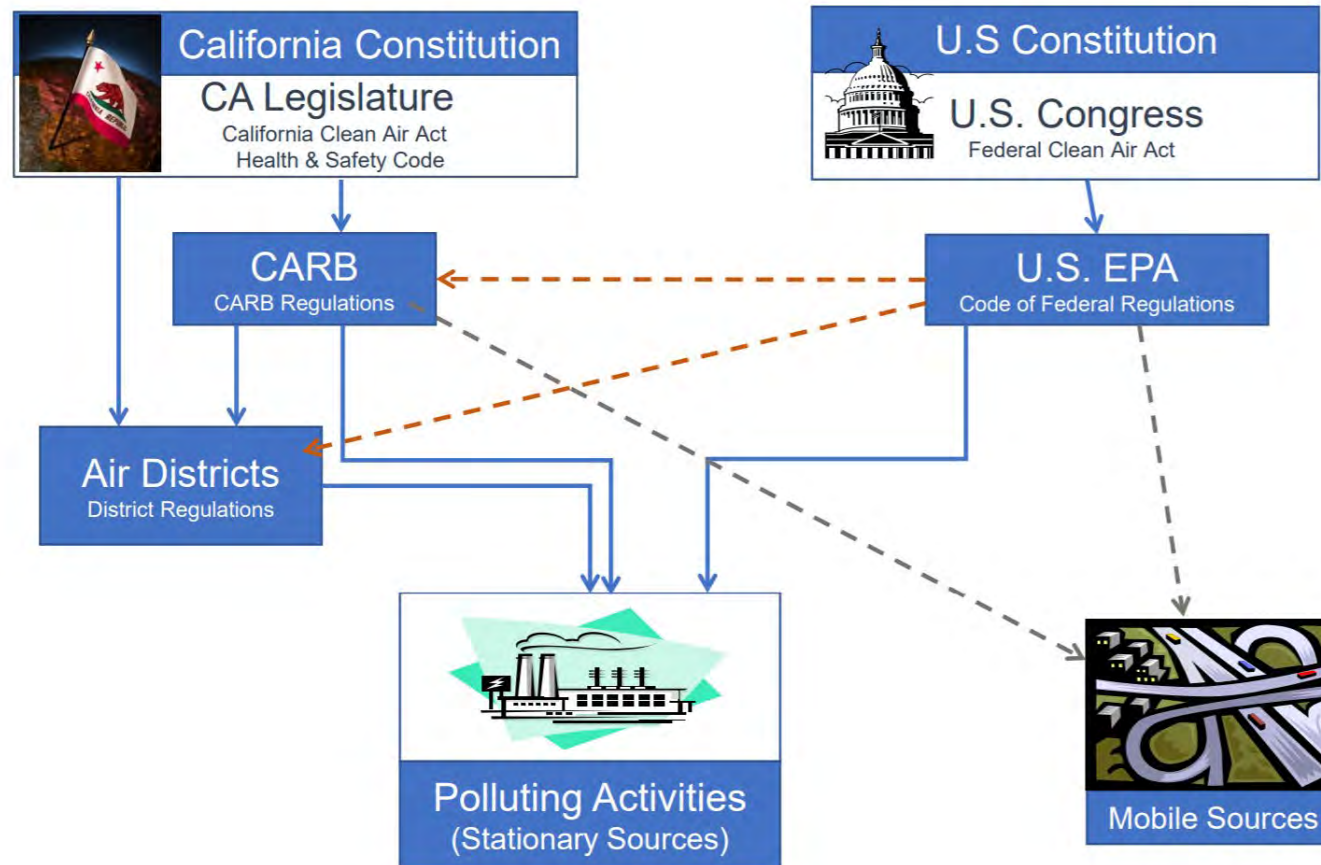 California Constitution
CA Legislature
California Clean Air Act
Health & Safety Code
U.S Constitution
U.S. Congress
Federal Clean Air Act
CARB
CARB Regulations
U.S. EPA
Code of Federal Regulations
Air Districts
District Regulations
Polluting Activities
(Stationary Sources)
Mobile Sources